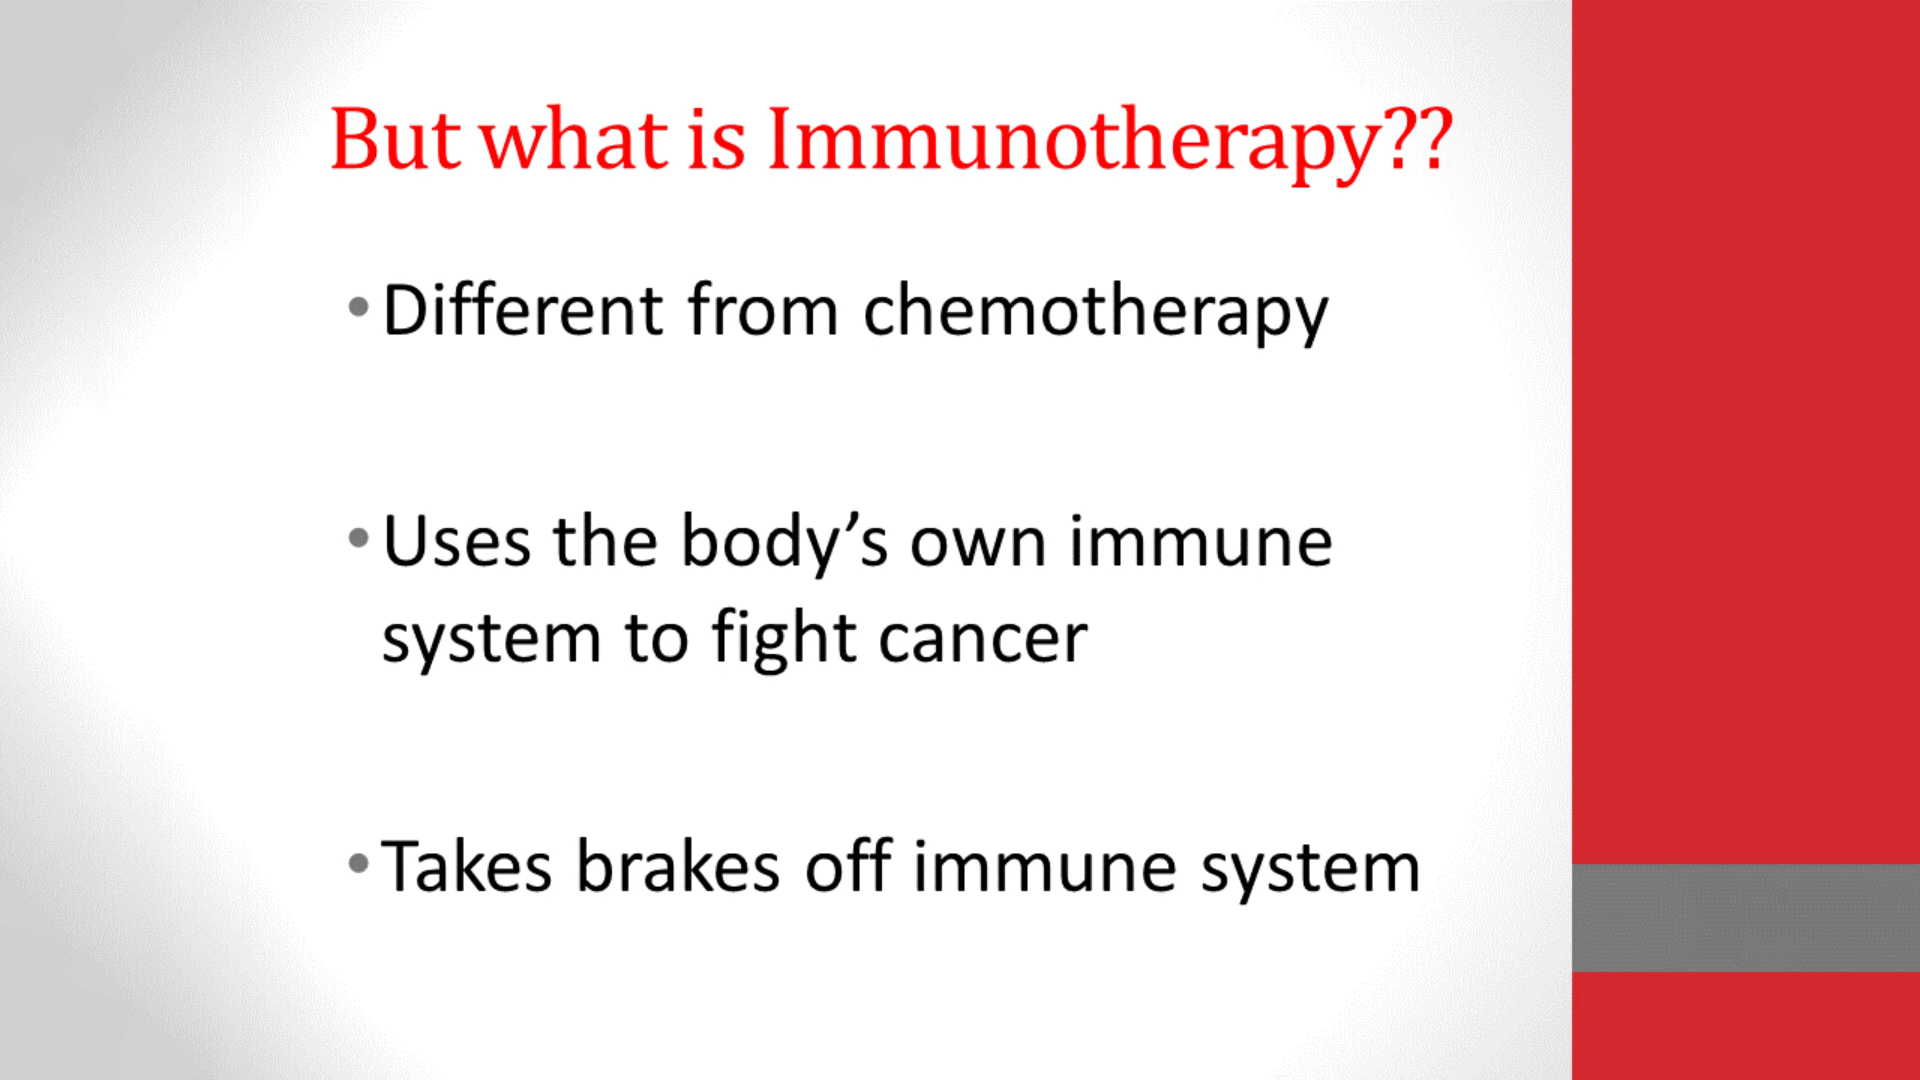 But what is Immunotherapy??
•Different from chemotherapy
•Uses the body’s own immune
system to fight cancer
•Takes brakes off immune system